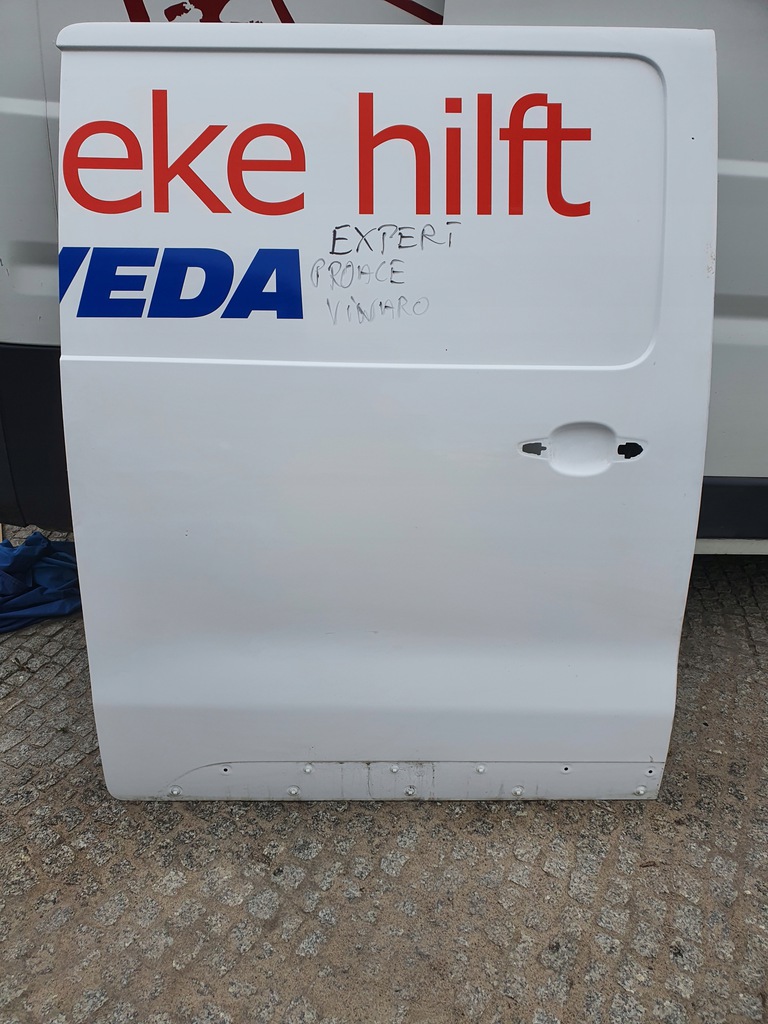 eke hilft
VEDA
EXPERT
PROACE
VIVARO